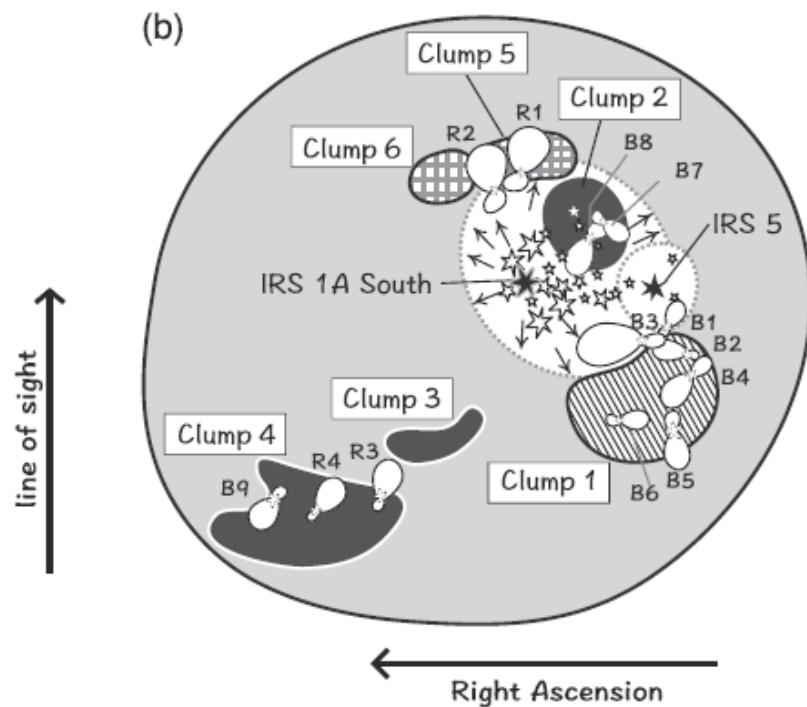 (b)
Clump 5
Clump 2
R2
R1
Clump 6
B8
B7
IRS 5
IRS 1A South
B3
B1
B2
B4
Clump 3
Clump 4
R3
R4
B9
Clump 1
B6
B5
line of sight
Right Ascension